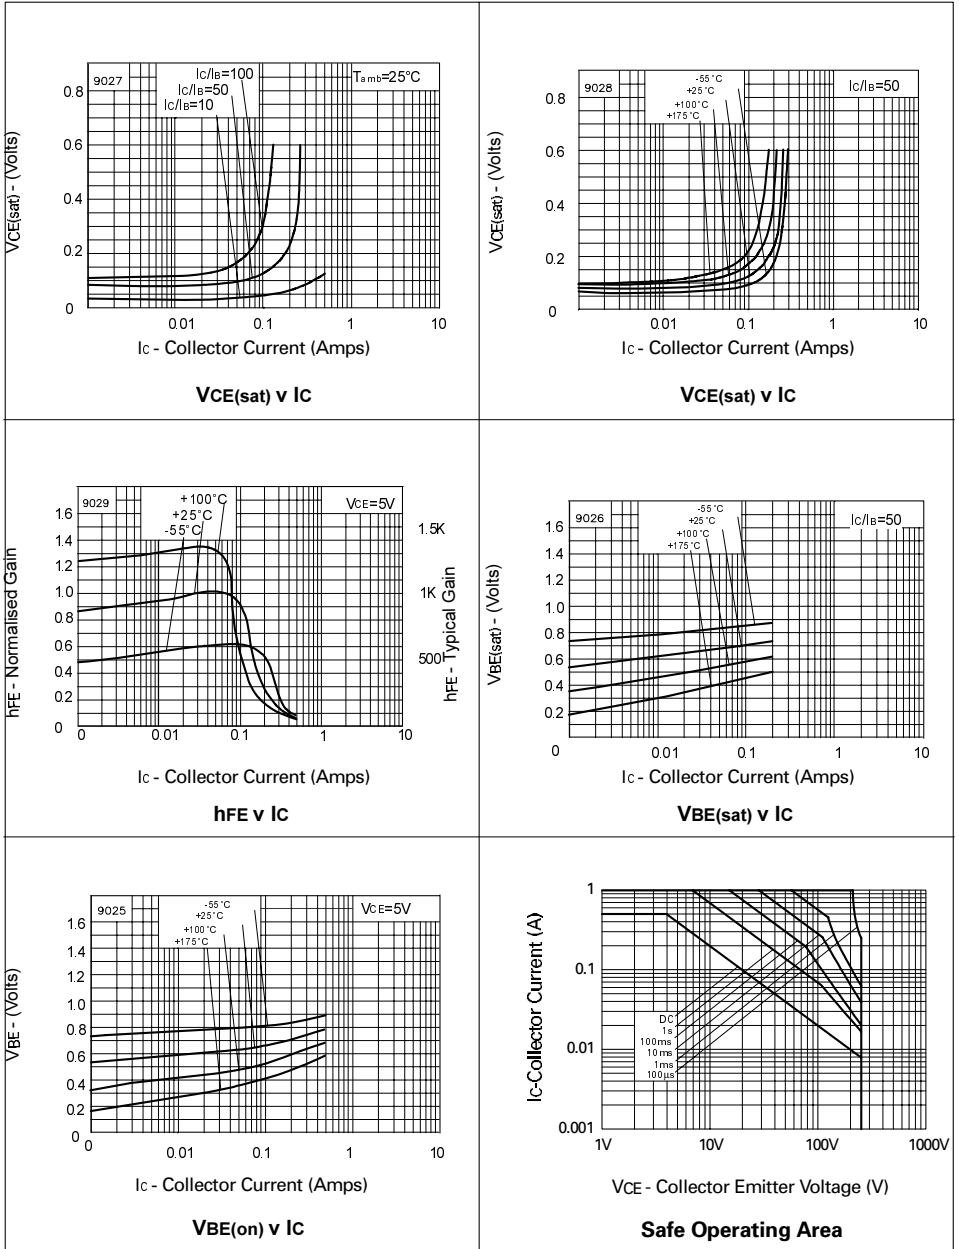 9027
IC/IB=100
IC/IB=50
IC/IB=10
Tamb=25°C
0.8
0.6
0.4
0.2
0
0.01
0.1
1
10
VCE(sat) - (Volts)
IC - Collector Current (Amps)
VCE(sat) v IC
9028
-55°C
+25°C
+100°C
+175°C
IC/IB=50
0.8
0.6
0.4
0.2
0
0.01
0.1
1
10
VCE(sat) - (Volts)
IC - Collector Current (Amps)
VCE(sat) v IC
9029
+100°C
+25°C
-55°C
VCE=5V
1.6
1.4
1.2
1.0
0.8
0.6
0.4
0.2
0
1.5K
1K
500
0
0.01
0.1
1
10
hFE - Normalised Gain
hFE - Typical Gain
IC - Collector Current (Amps)
hFE v IC
9026
-55°C
+25°C
+100°C
+175°C
IC/IB=50
1.6
1.4
1.2
1.0
0.8
0.6
0.4
0.2
0
0.01
0.1
1
10
VBE(sat) - (Volts)
IC - Collector Current (Amps)
VBE(sat) v IC
9025
-55°C
+25°C
+100°C
+175°C
VCE=5V
1.6
1.4
1.2
1.0
0.8
0.6
0.4
0.2
0
0
0.01
0.1
1
10
VBE - (Volts)
IC - Collector Current (Amps)
VBE(on) v IC
1
0.1
0.01
0.001
DC
1s
100ms
10ms
1ms
100µs
1V
10V
100V
1000V
IC-Collector Current (A)
VCE - Collector Emitter Voltage (V)
Safe Operating Area